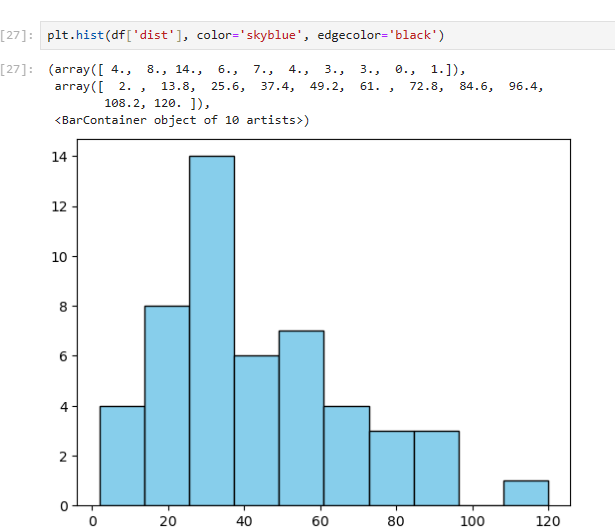 [27]: plt.hist(df['dist'], color='skyblue', edgecolor='black')
[27]: (array([ 4.,  8., 14.,  6.,  7.,  4.,  3.,  3.,  0.,  1.]),
array([  2. ,  13.8,  25.6,  37.4,  49.2,  61. ,  72.8,  84.6,  96.4,
108.2, 120. ]),
<BarContainer object of 10 artists>)
14
12
10
8
6
4
2
0
0 20 40 60 80 100 120